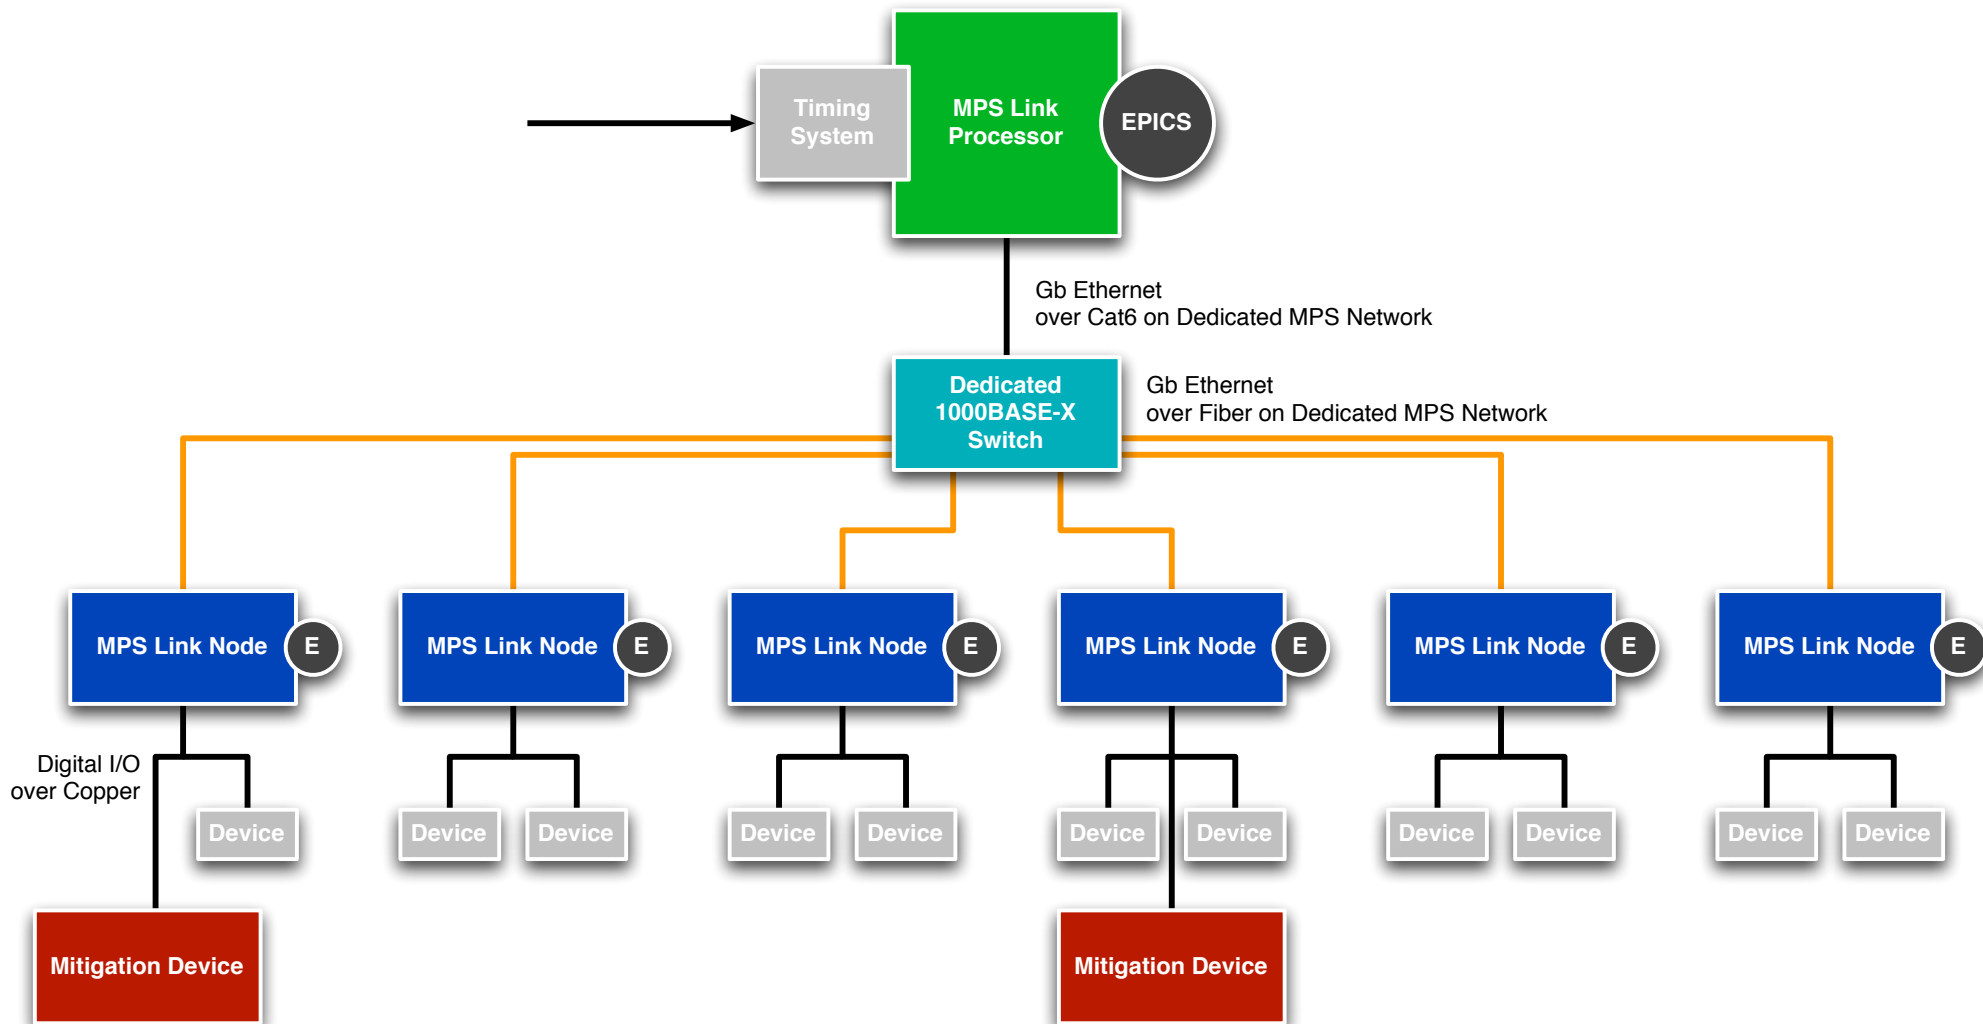 Timing
System
MPS Link
Processor
EPICS
Gb Ethernet
over Cat6 on Dedicated MPS Network
Dedicated
1000BASE-X
Switch
Gb Ethernet
over Fiber on Dedicated MPS Network
MPS Link Node
E
MPS Link Node
E
MPS Link Node
E
MPS Link Node
E
MPS Link Node
E
MPS Link Node
E
Digital I/O
over Copper
Device
Device
Device
Device
Device
Device
Device
Device
Device
Device
Device
Mitigation Device
Mitigation Device